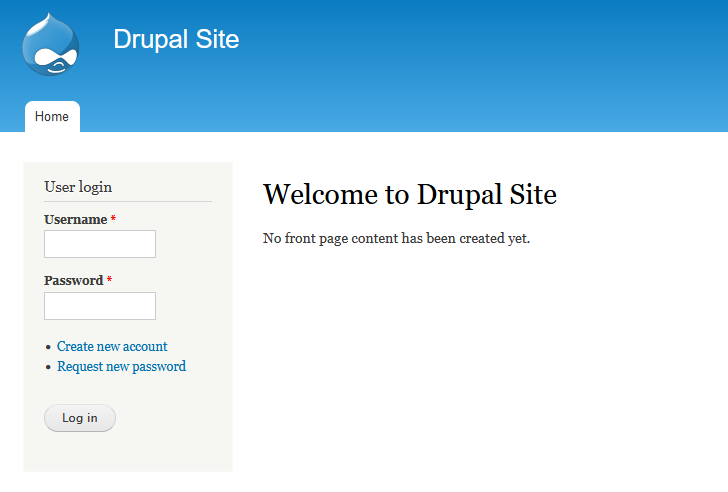 Drupal Site
Home
User login
Username *
Password *
Create new account
Request new password
Log in
Welcome to Drupal Site
No front page content has been created yet.